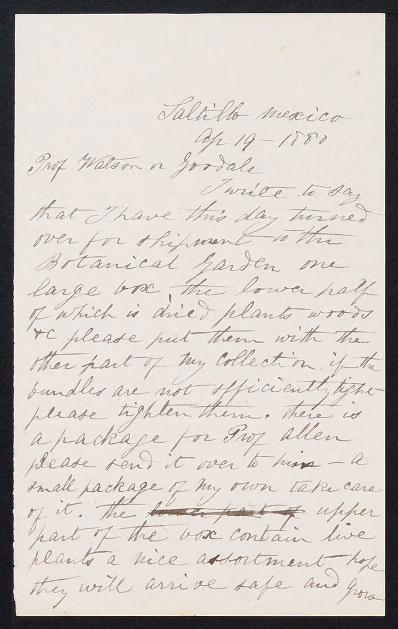 Saltillo Mexico
Ap 19 - 1880
Prof Watson or Goodale
I write to say
that I have this day turned
over for shipment to the
Botanical Garden one
large box, the lower half
of which is dried plants woods
&c please put them with the
other part of my collection. if the
bundles are not sfficiently tight
please tighten them. there is
a package for Prof allen
please send it over to him - a
small package of my own take care
of it. the lower part of upper
part of the box contain live
plants a nice assortment hope
they will arrive safe and grow